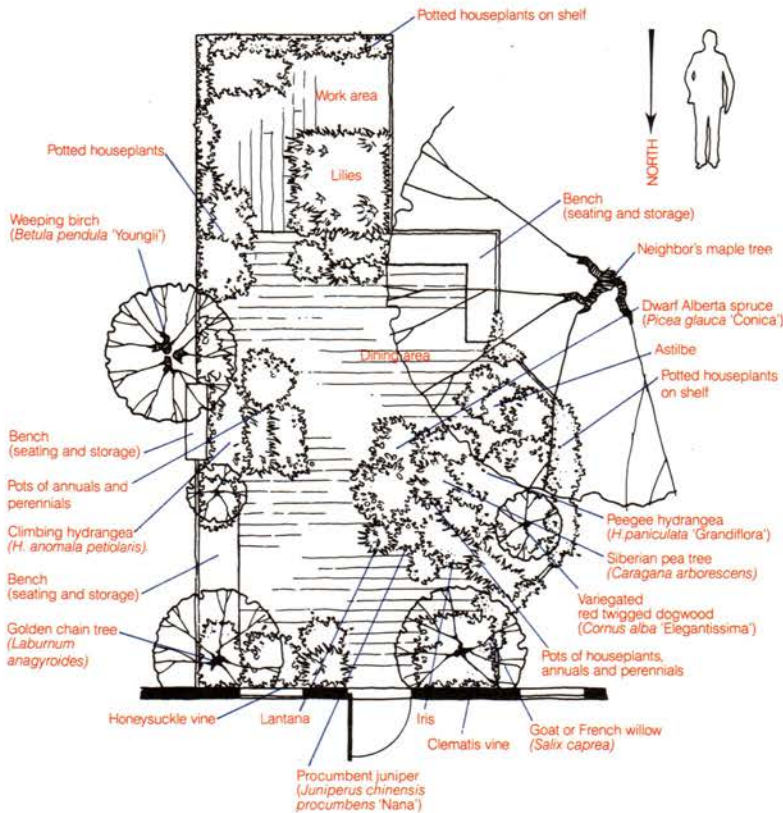 Potted houseplants on shelf
Work area
NORTH
Potted houseplants
Lilies
Bench
(seating and storage)
Weeping birch
(Betula pendula 'Youngii')
Neighbor's maple tree
Dwarf Alberta spruce
(Picea glauca 'Conica')
Dining area
Astilbe
Potted houseplants
on shelf
Bench
(seating and storage)
Pots of annuals and
perennials
Climbing hydrangea
(H. anomala petiolaris)
Peegee hydrangea
(H.paniculata 'Grandiflora')
Siberian pea tree
(Caragana arborescens)
Bench
(seating and storage)
Variegated
red twigged dogwood
(Cornus alba 'Elegantissima')
Golden chain tree
(Laburnum
anagyroides)
Pots of houseplants,
annuals and perennials
Honeysuckle vine
Lantana
Iris
Clematis vine
Goat or French willow
(Salix caprea)
Procumbent juniper
(Juniperus chinensis
procumbens 'Nana')